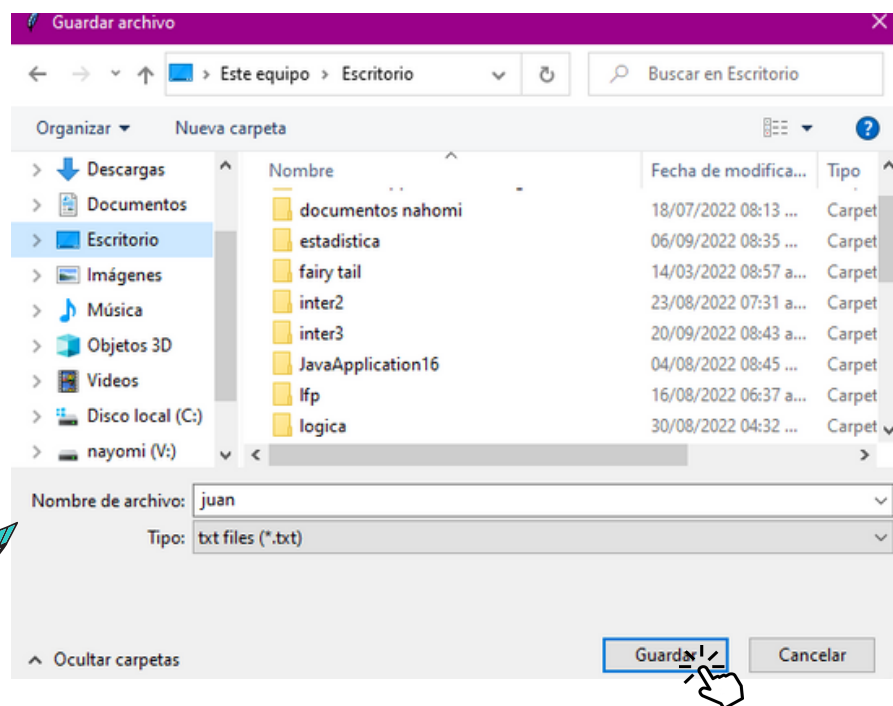 Guardar archivo
Este equipo > Escritorio
Buscar en Escritorio
Organizar
Nueva carpeta
Nombre
Fecha de modifica...
Tipo
Descargas
Documentos
Escritorio
Imágenes
Música
Objetos 3D
Videos
Disco local (C:)
nayomi (V:)
documentos nahomi 18/07/2022 08:13 ... Carpet
estadistica 06/09/2022 08:35 ... Carpet
fairy tail 14/03/2022 08:57 a... Carpet
inter2 23/08/2022 07:31 a... Carpet
inter3 20/09/2022 08:43 a... Carpet
JavaApplication16 04/08/2022 08:45 ... Carpet
lfp 16/08/2022 06:37 a... Carpet
logica 30/08/2022 04:32 ... Carpet
Nombre de archivo: juan
Tipo: txt files (*.txt)
Ocultar carpetas
Guardar
Cancelar